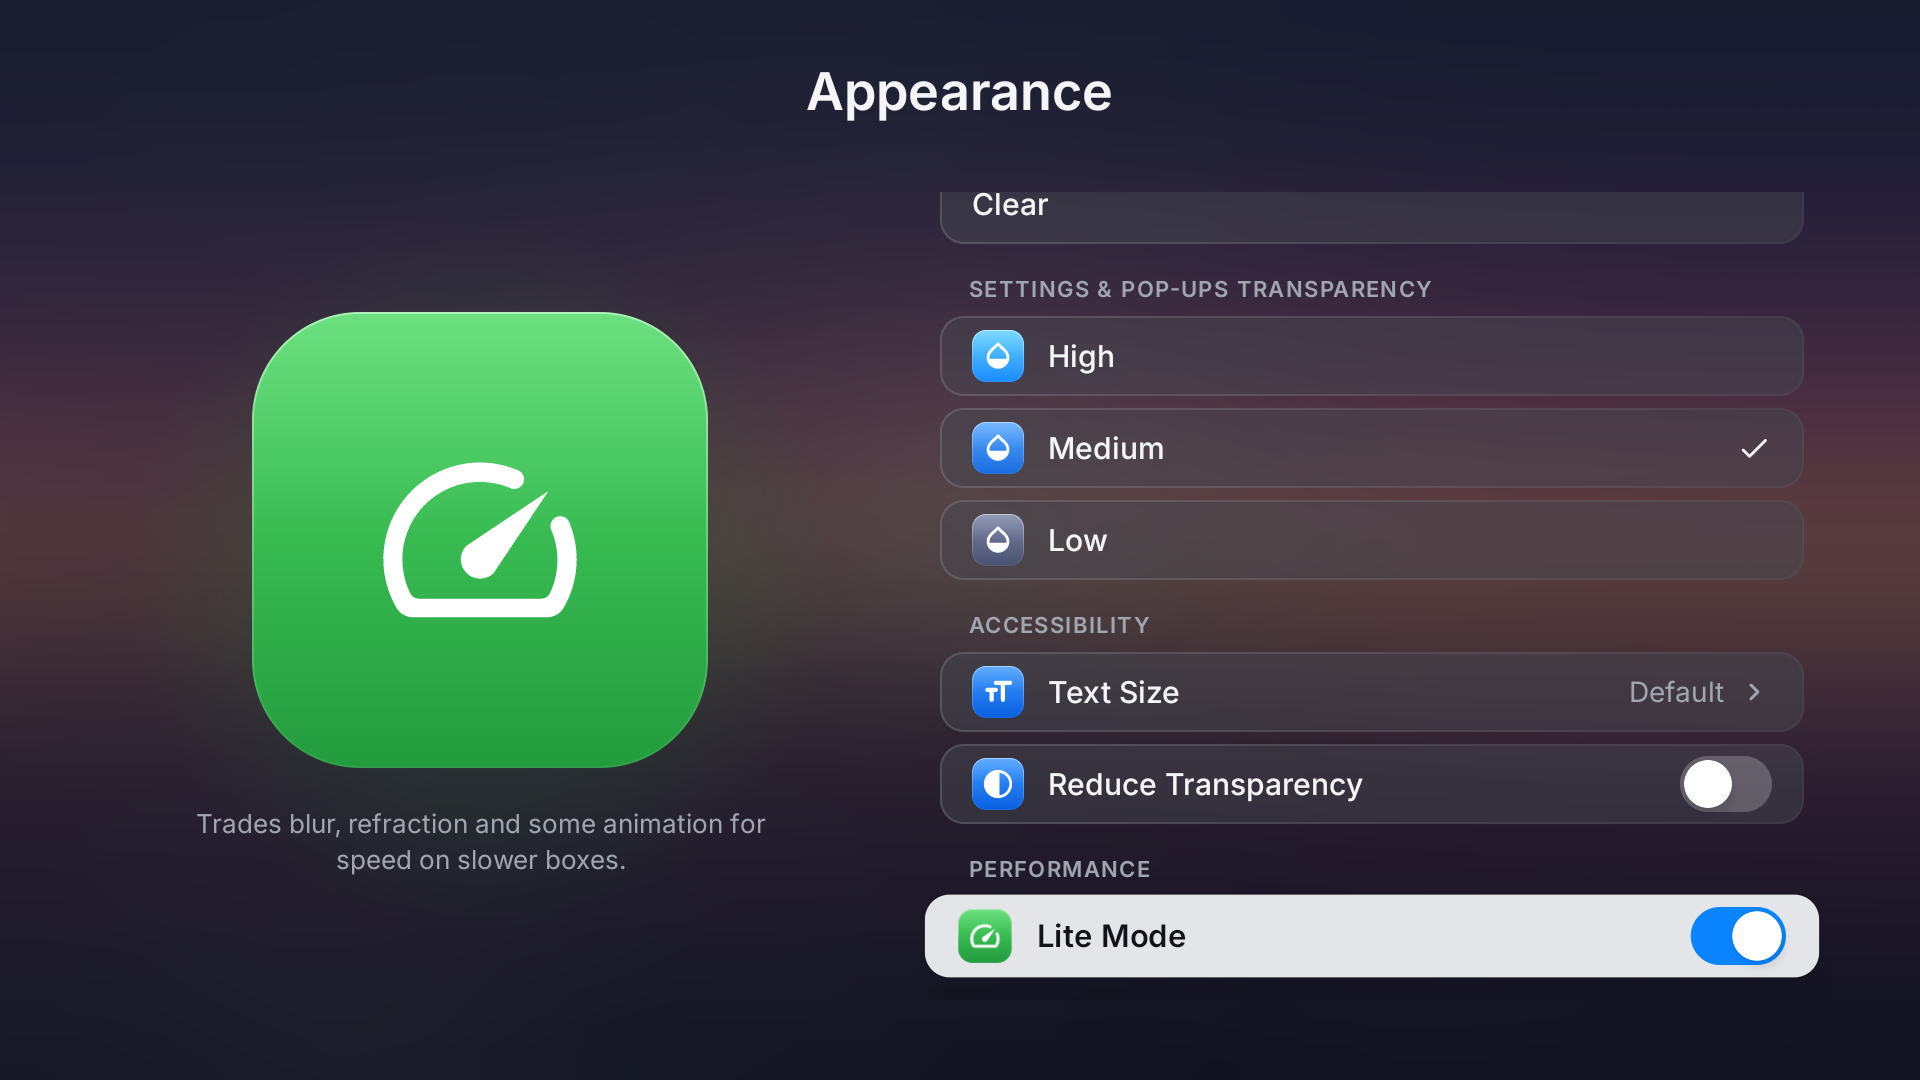 Appearance
Clear
SETTINGS & POP-UPS TRANSPARENCY
High
Medium
Low
ACCESSIBILITY
Text Size
Default
Reduce Transparency
PERFORMANCE
Lite Mode
Trades blur, refraction and some animation for
speed on slower boxes.